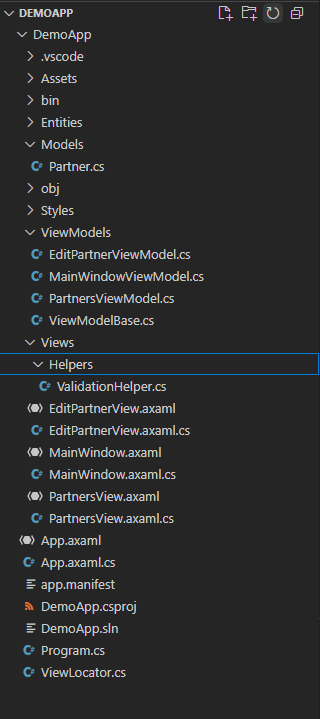 DEMOAPP
DemoApp
.vscode
Assets
bin
Entities
Models
C# Partner.cs
obj
Styles
ViewModels
C# EditPartnerViewModel.cs
C# MainWindowViewModel.cs
C# PartnersViewModel.cs
C# ViewModelBase.cs
Views
Helpers
C# ValidationHelper.cs
EditPartnerView.axaml
C# EditPartnerView.axaml.cs
MainWindow.axaml
C# MainWindow.axaml.cs
PartnersView.axaml
C# PartnersView.axaml.cs
App.axaml
C# App.axaml.cs
app.manifest
DemoApp.csproj
DemoApp.sln
C# Program.cs
C# ViewLocator.cs